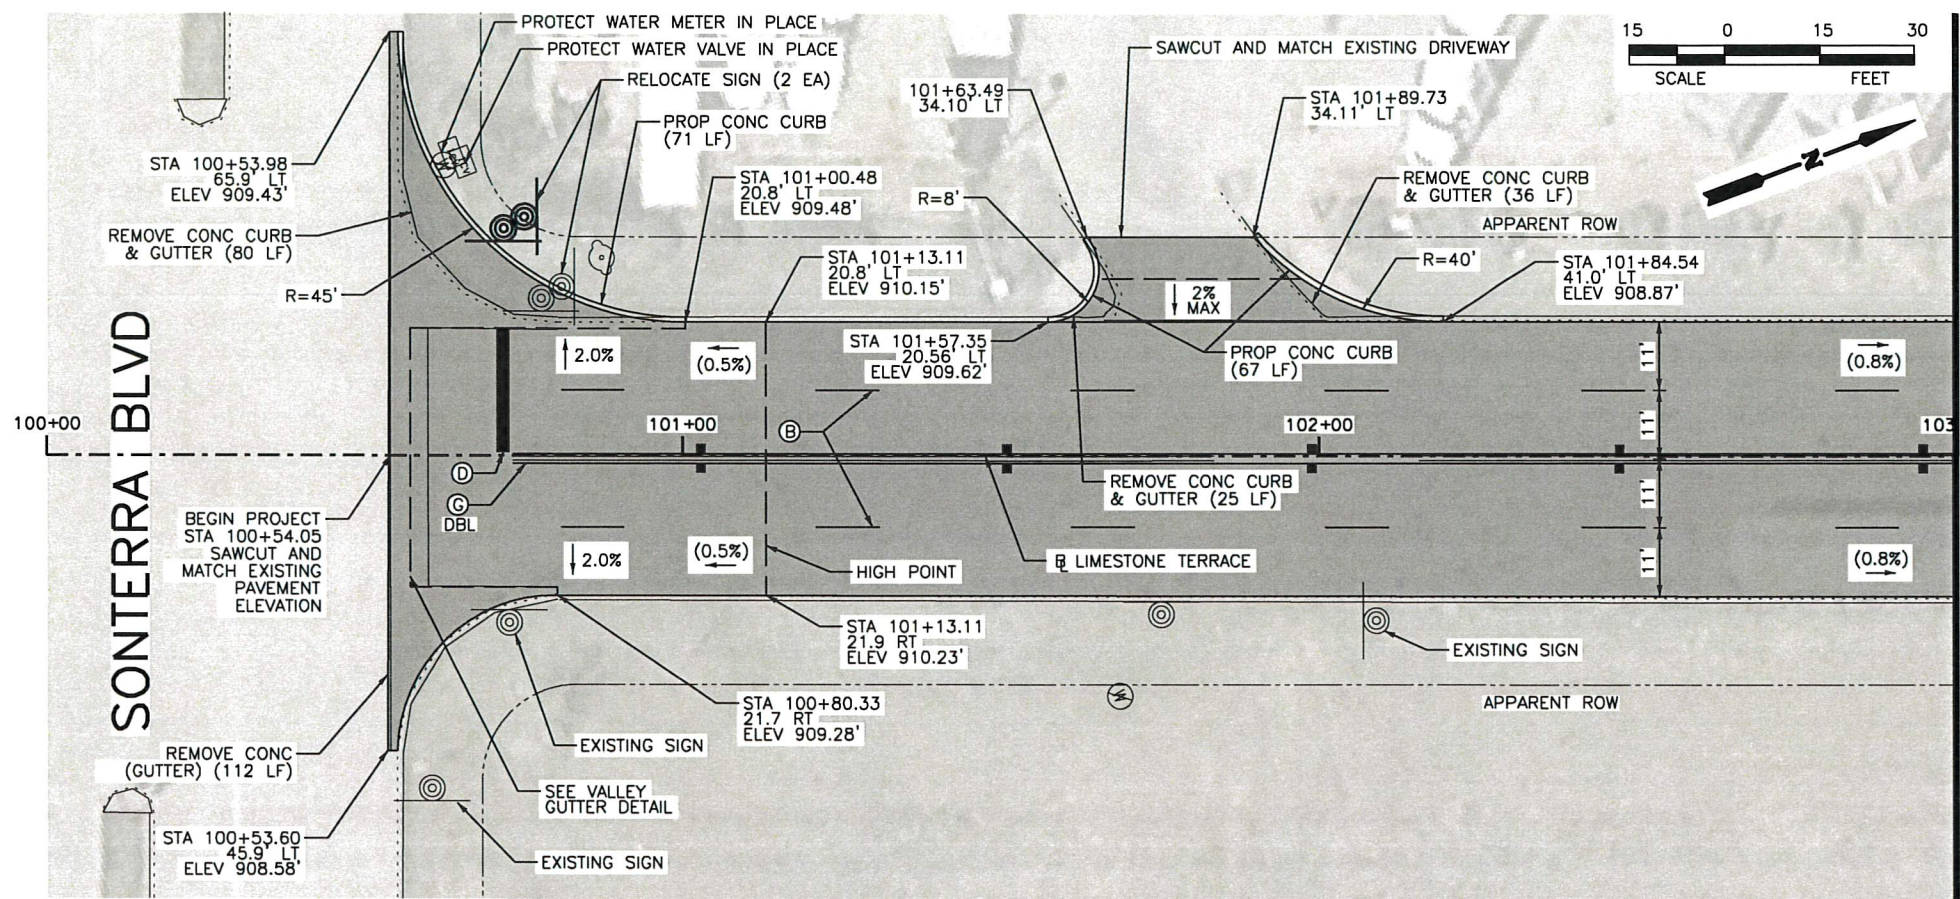 PROTECT WATER METER IN PLACE
PROTECT WATER VALVE IN PLACE
RELOCATE SIGN (2 EA)
PROP CONC CURB
(71 LF)
SAWCUT AND MATCH EXISTING DRIVEWAY
15 0 15 30
SCALE FEET
N
101+63.49
34.10' LT
STA 101+89.73
34.11' LT
STA 100+53.98
65.9' LT
ELEV 909.43'
STA 101+00.48
20.8' LT
ELEV 909.48'
R=8'
REMOVE CONC CURB
& GUTTER (36 LF)
APPARENT ROW
REMOVE CONC CURB
& GUTTER (80 LF)
R=45'
STA 101+13.11
20.8' LT
ELEV 910.15'
R=40'
STA 101+84.54
41.0' LT
ELEV 908.87'
2%
MAX
STA 101+57.35
20.56' LT
ELEV 909.62'
PROP CONC CURB
(67 LF)
2.0%
(0.5%)
(0.8%)
11'
11'
11'
11'
SONTERRA BLVD
100+00
101+00
102+00
103
B
D
G
DBL
REMOVE CONC CURB
& GUTTER (25 LF)
BEGIN PROJECT
STA 100+54.05
SAWCUT AND
MATCH EXISTING
PAVEMENT
ELEVATION
2.0%
(0.5%)
HIGH POINT
BL LIMESTONE TERRACE
(0.8%)
STA 101+13.11
21.9 RT
ELEV 910.23'
EXISTING SIGN
STA 100+80.33
21.7 RT
ELEV 909.28'
W
APPARENT ROW
EXISTING SIGN
REMOVE CONC
(GUTTER) (112 LF)
SEE VALLEY
GUTTER DETAIL
STA 100+53.60
45.9' LT
ELEV 908.58'
EXISTING SIGN